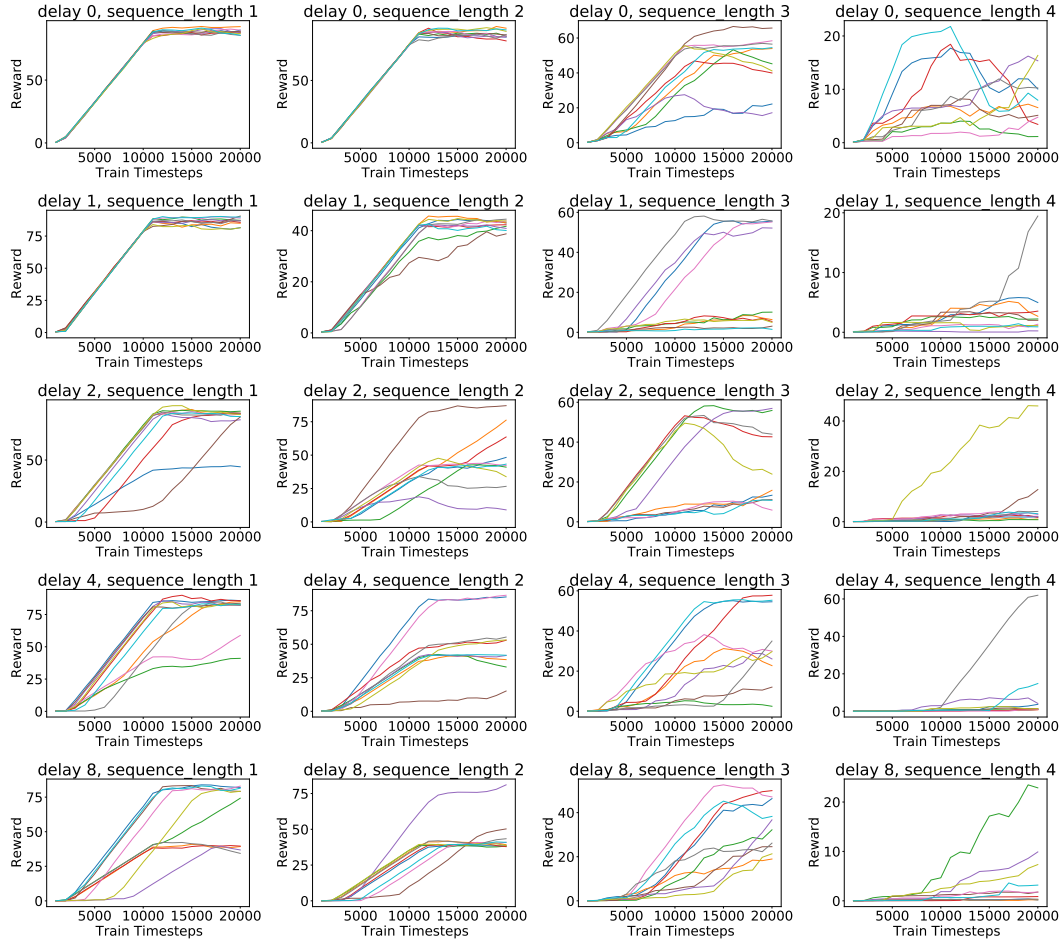 delay 0, sequence_length 1
Reward
0
50
5000 10000 15000 20000
Train Timesteps
delay 0, sequence_length 2
Reward
0
50
5000 10000 15000 20000
Train Timesteps
delay 0, sequence_length 3
Reward
0
20
40
60
5000 10000 15000 20000
Train Timesteps
delay 0, sequence_length 4
Reward
0
10
20
5000 10000 15000 20000
Train Timesteps
delay 1, sequence_length 1
Reward
0
25
50
75
5000 10000 15000 20000
Train Timesteps
delay 1, sequence_length 2
Reward
0
20
40
5000 10000 15000 20000
Train Timesteps
delay 1, sequence_length 3
Reward
0
20
40
60
5000 10000 15000 20000
Train Timesteps
delay 1, sequence_length 4
Reward
0
10
20
5000 10000 15000 20000
Train Timesteps
delay 2, sequence_length 1
Reward
0
50
5000 10000 15000 20000
Train Timesteps
delay 2, sequence_length 2
Reward
0
25
50
75
5000 10000 15000 20000
Train Timesteps
delay 2, sequence_length 3
Reward
0
20
40
60
5000 10000 15000 20000
Train Timesteps
delay 2, sequence_length 4
Reward
0
20
40
5000 10000 15000 20000
Train Timesteps
delay 4, sequence_length 1
Reward
0
25
50
75
5000 10000 15000 20000
Train Timesteps
delay 4, sequence_length 2
Reward
0
25
50
75
5000 10000 15000 20000
Train Timesteps
delay 4, sequence_length 3
Reward
0
20
40
60
5000 10000 15000 20000
Train Timesteps
delay 4, sequence_length 4
Reward
0
20
40
60
5000 10000 15000 20000
Train Timesteps
delay 8, sequence_length 1
Reward
0
25
50
75
5000 10000 15000 20000
Train Timesteps
delay 8, sequence_length 2
Reward
0
25
50
75
5000 10000 15000 20000
Train Timesteps
delay 8, sequence_length 3
Reward
0
20
40
5000 10000 15000 20000
Train Timesteps
delay 8, sequence_length 4
Reward
0
10
20
5000 10000 15000 20000
Train Timesteps